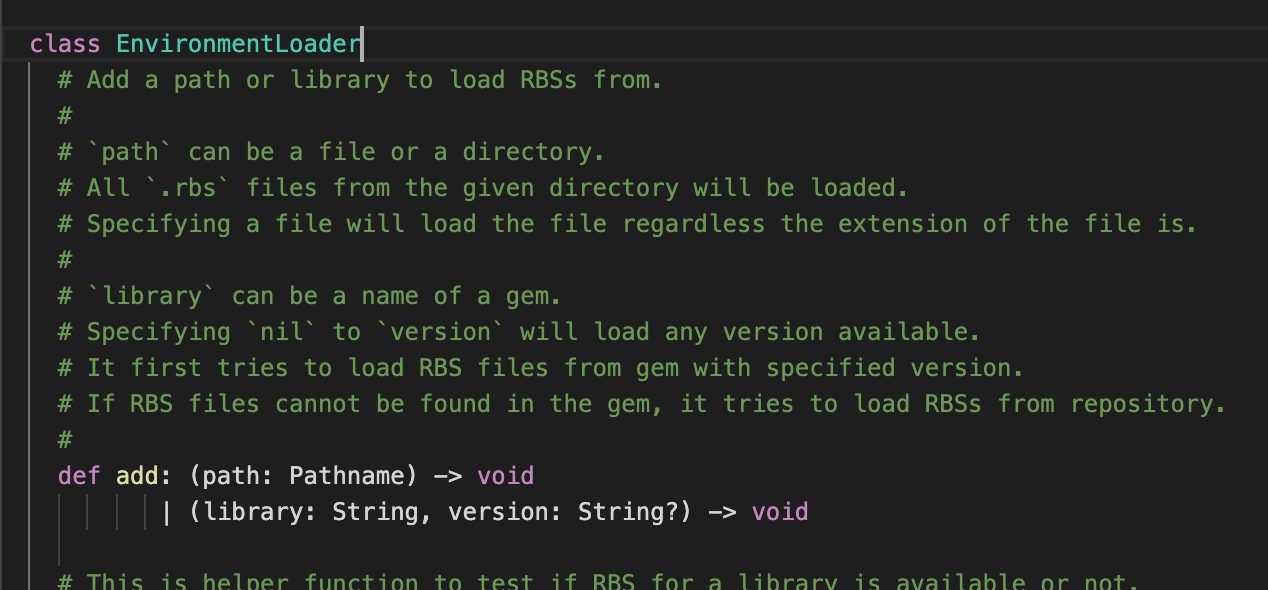 class EnvironmentLoader
# Add a path or library to load RBSs from.
#
# `path` can be a file or a directory.
# All `.rbs` files from the given directory will be loaded.
# Specifying a file will load the file regardless the extension of the file is.
#
# `library` can be a name of a gem.
# Specifying `nil` to `version` will load any version available.
# It first tries to load RBS files from gem with specified version.
# If RBS files cannot be found in the gem, it tries to load RBSs from repository.
#
def add: (path: Pathname) -> void
| (library: String, version: String?) -> void
# This is helper function to test if RBS for a library is available or not.